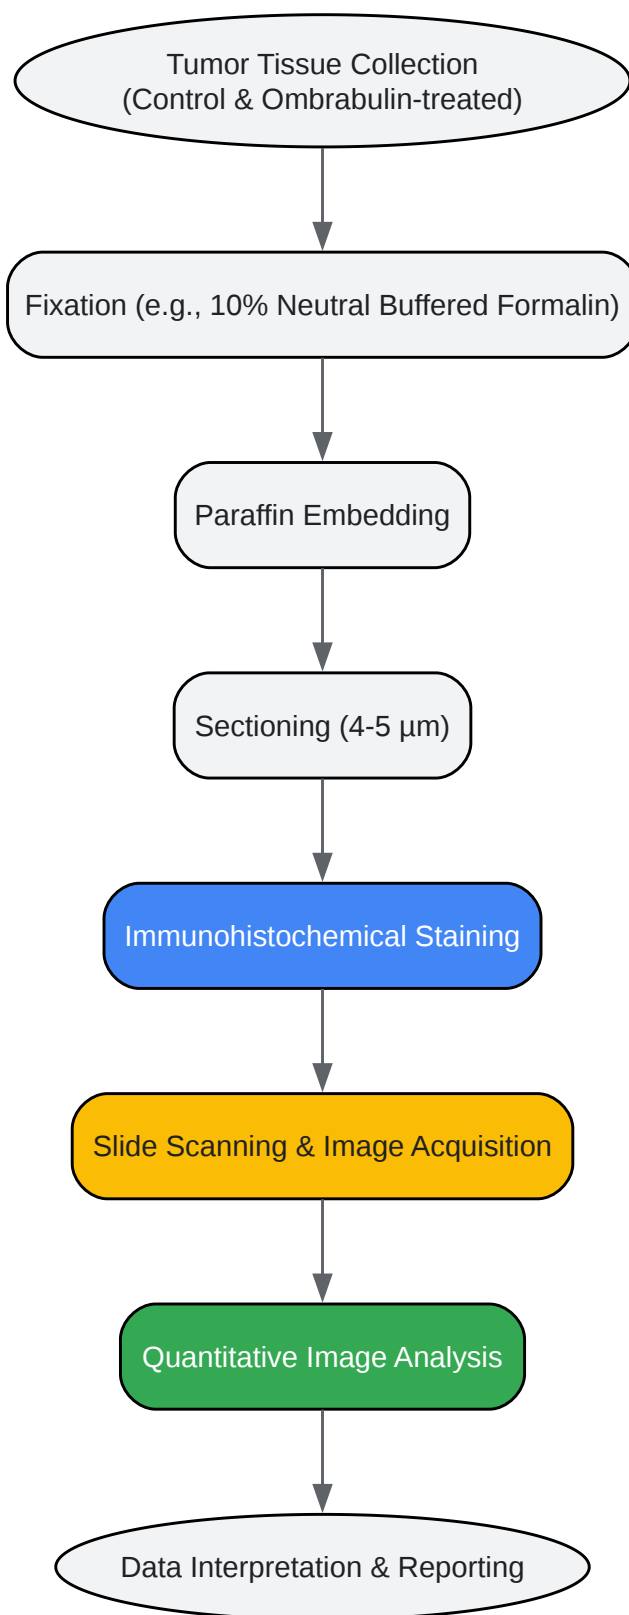 Tumor Tissue Collection
(Control & Ombrabulin-treated)
Fixation (e.g., 10% Neutral Buffered Formalin)
Paraffin Embedding
Sectioning (4-5 µm)
Immunohistochemical Staining
Slide Scanning & Image Acquisition
Quantitative Image Analysis
Data Interpretation & Reporting